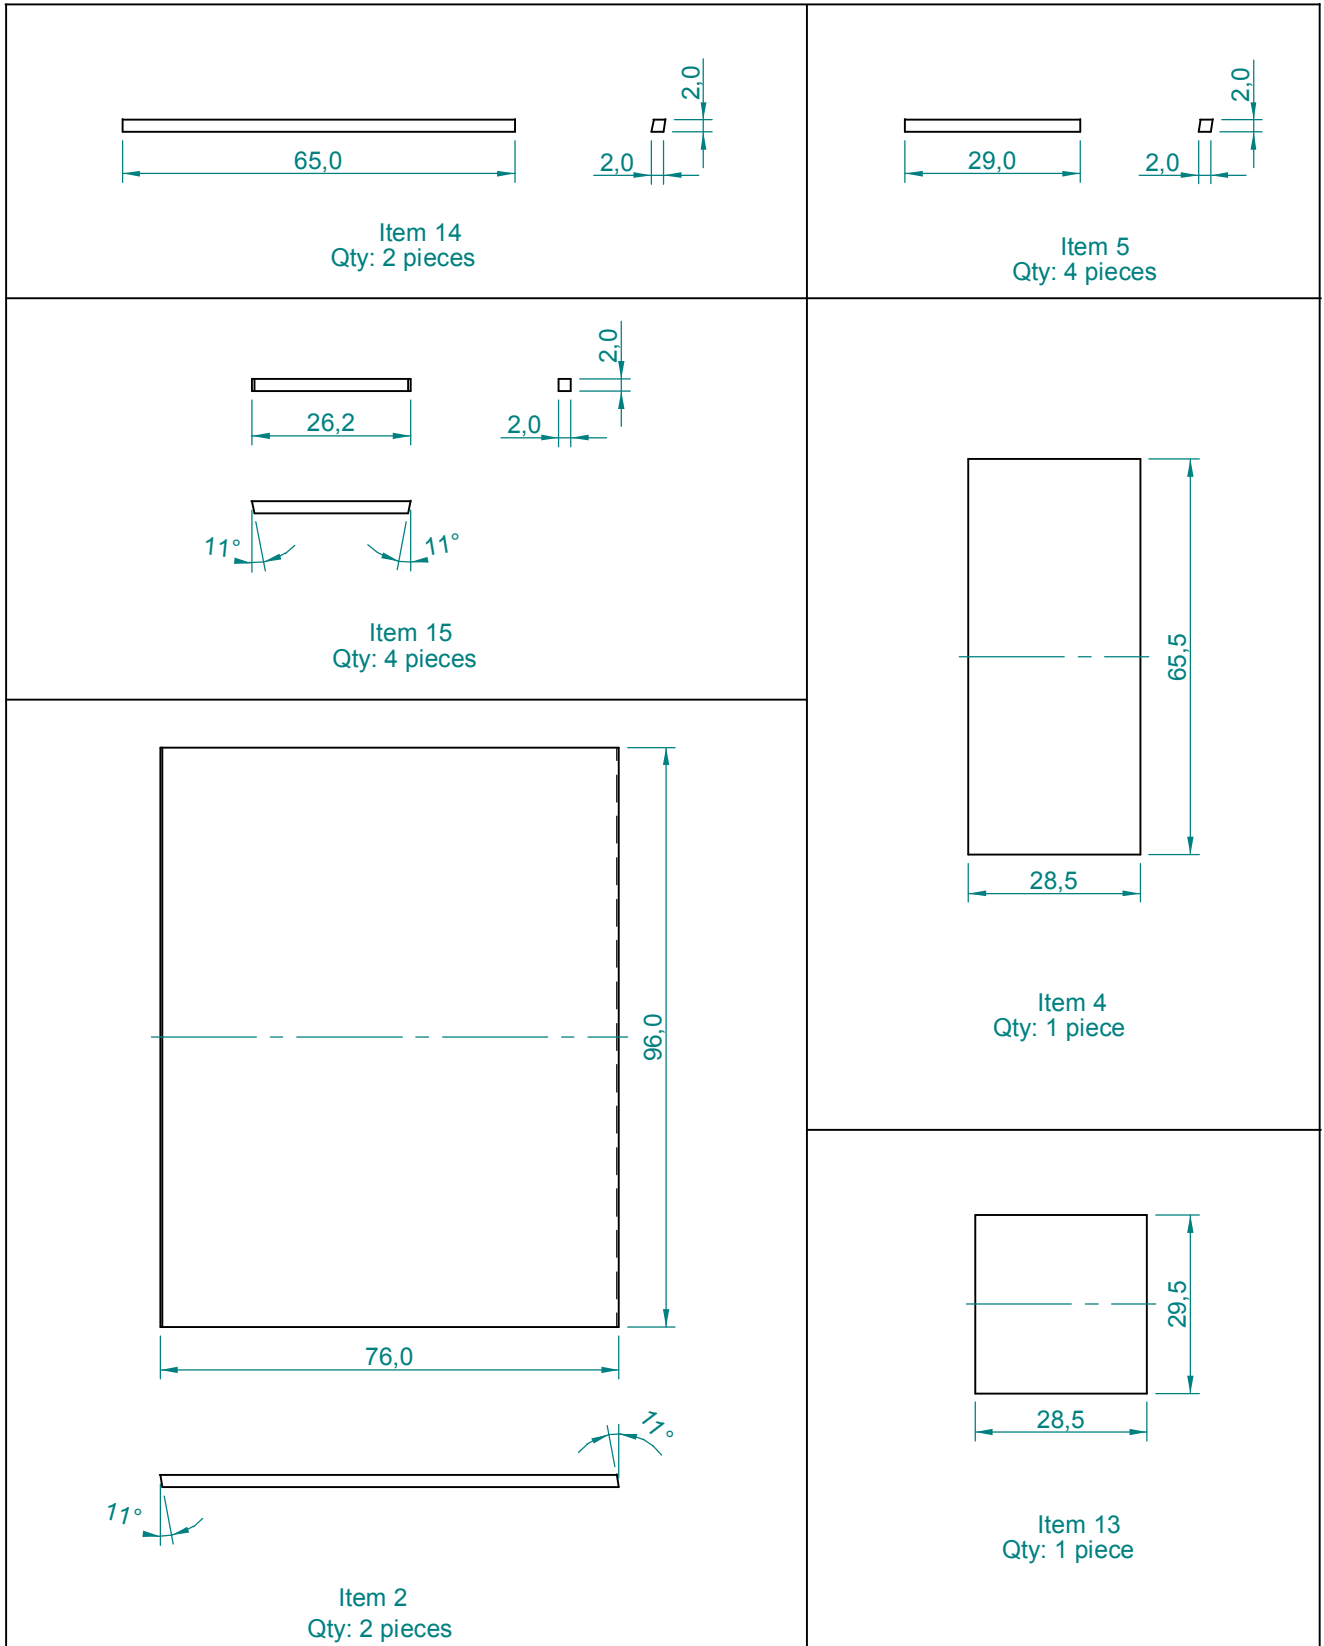 2,0
65,0
2,0
Item 14
Qty: 2 pieces
2,0
29,0
2,0
Item 5
Qty: 4 pieces
2,0
26,2
2,0
11°
11°
Item 15
Qty: 4 pieces
65,5
28,5
Item 4
Qty: 1 piece
96,0
76,0
11°
11°
Item 2
Qty: 2 pieces
29,5
28,5
Item 13
Qty: 1 piece